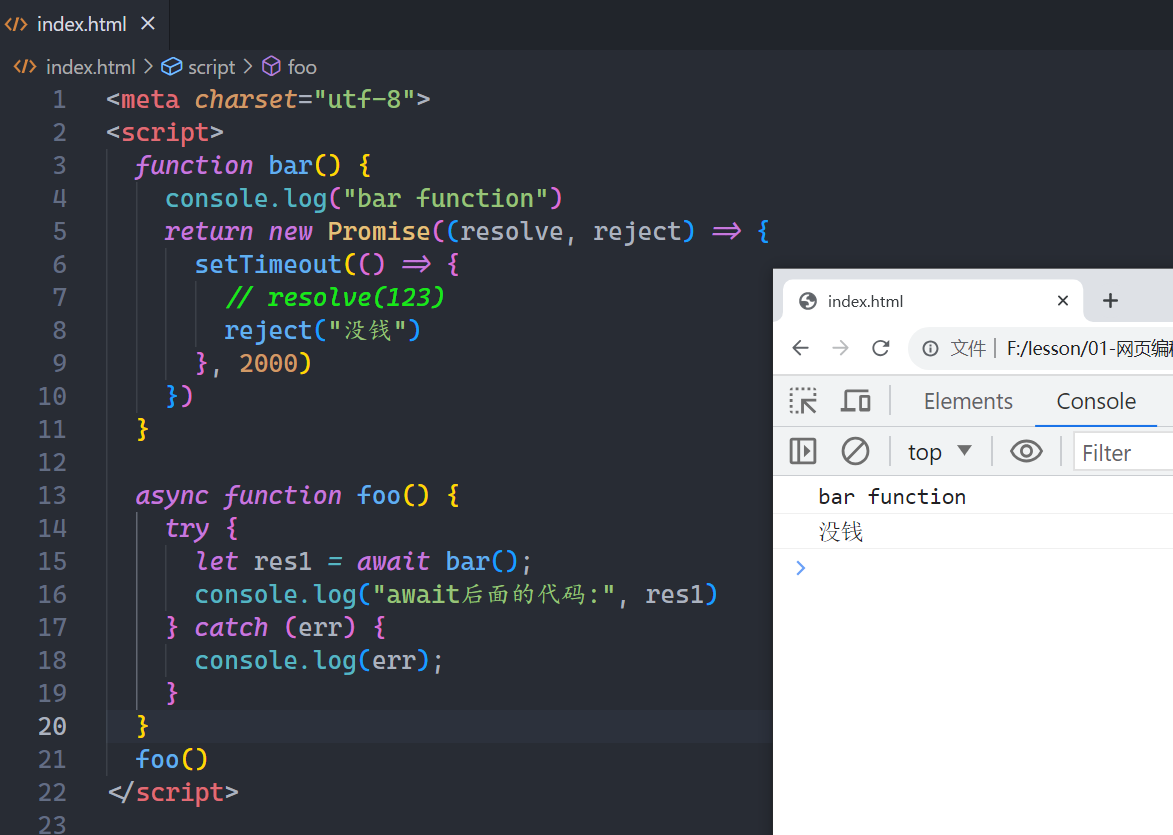 index.html
index.html > script > foo
1 <meta charset="utf-8">
2 <script>
3 function bar() {
4 console.log("bar function")
5 return new Promise((resolve, reject) => {
6 setTimeout(() => {
7 // resolve(123)
8 reject("没钱")
9 }, 2000)
10 })
11 }
12
13 async function foo() {
14 try {
15 let res1 = await bar();
16 console.log("await后面的代码:", res1)
17 } catch (err) {
18 console.log(err);
19 }
20 }
21 foo()
22 </script>
23
index.html
文件 | F:/lesson/01-网页编
Elements Console
top Filter
bar function
没钱